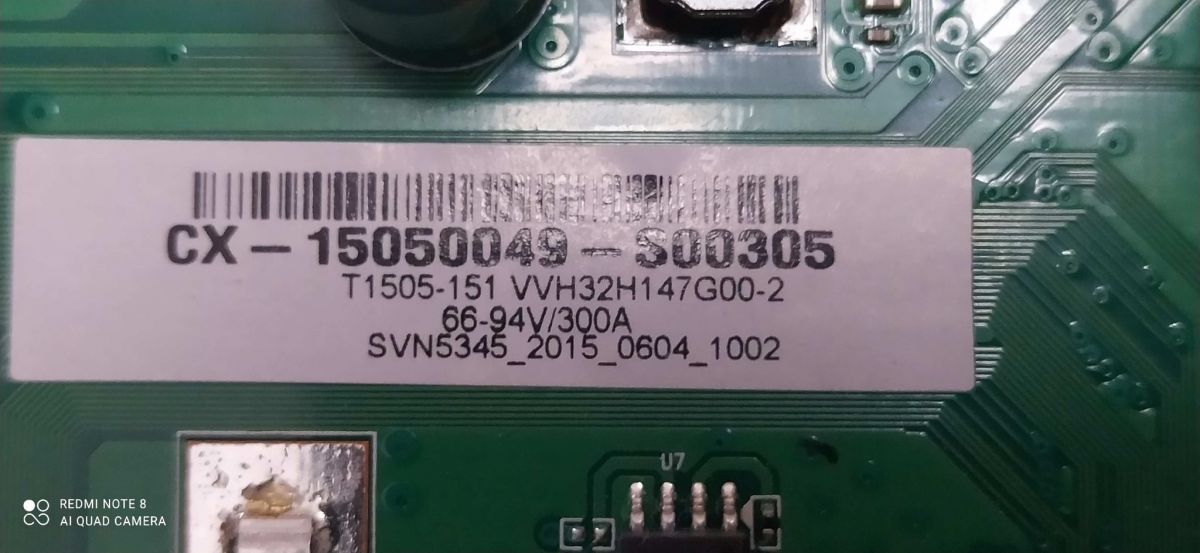 CX-15050049-S00305
T1505-151 VVH32H147G00-2
66-94V/300A
SVN5345_2015_0604_1002
U7
REDMI NOTE 8
AI QUAD CAMERA